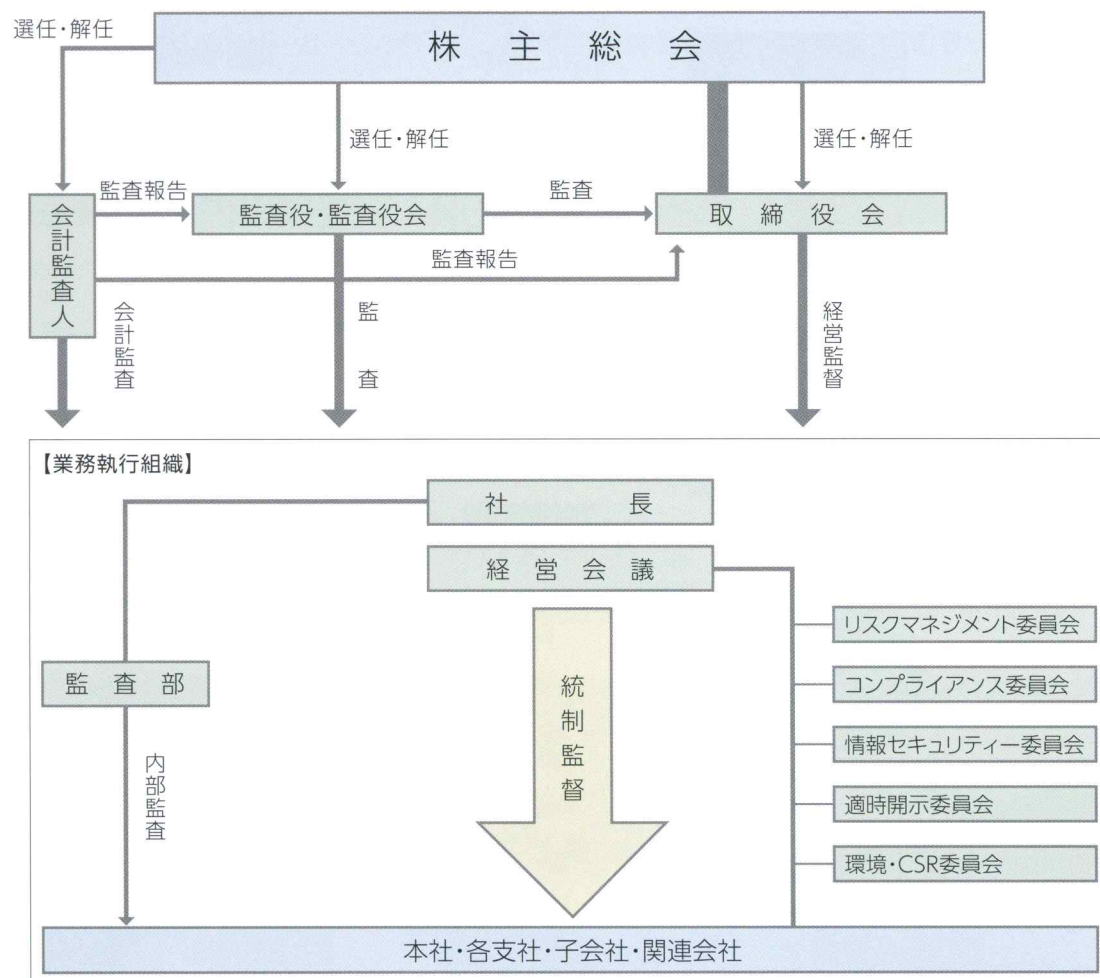 選任・解任
株主総会
選任・解任
選任・解任
監査報告
監査
会計監査人
監査役・監査役会
取締役会
監査報告
会計監査
監査
経営監督
【業務執行組織】
社長
経営会議
リスクマネジメント委員会
監査部
コンプライアンス委員会
統制監督
情報セキュリティー委員会
内部監査
適時開示委員会
環境・CSR委員会
本社・各支社・子会社・関連会社